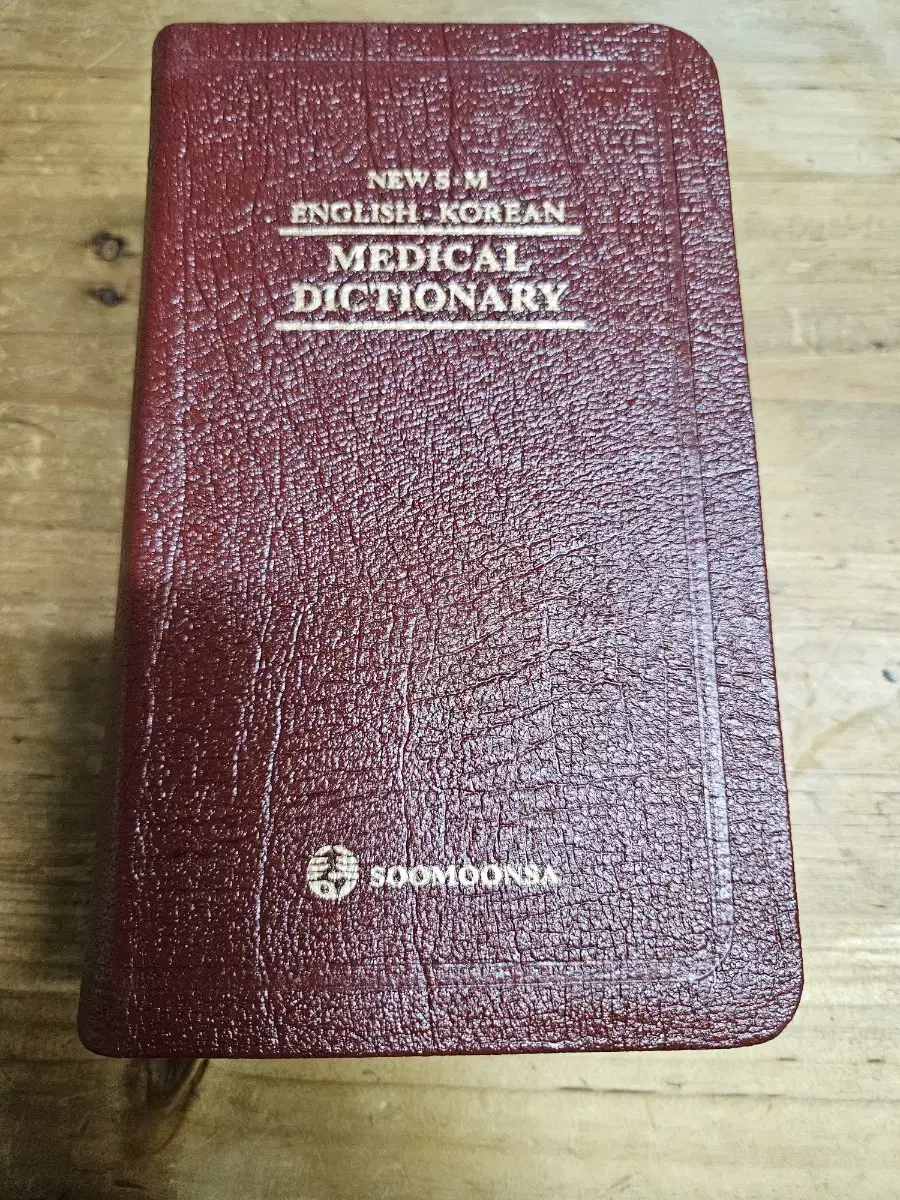 NEW S·M
ENGLISH-KOREAN
MEDICAL
DICTIONARY
SOOMOONSA